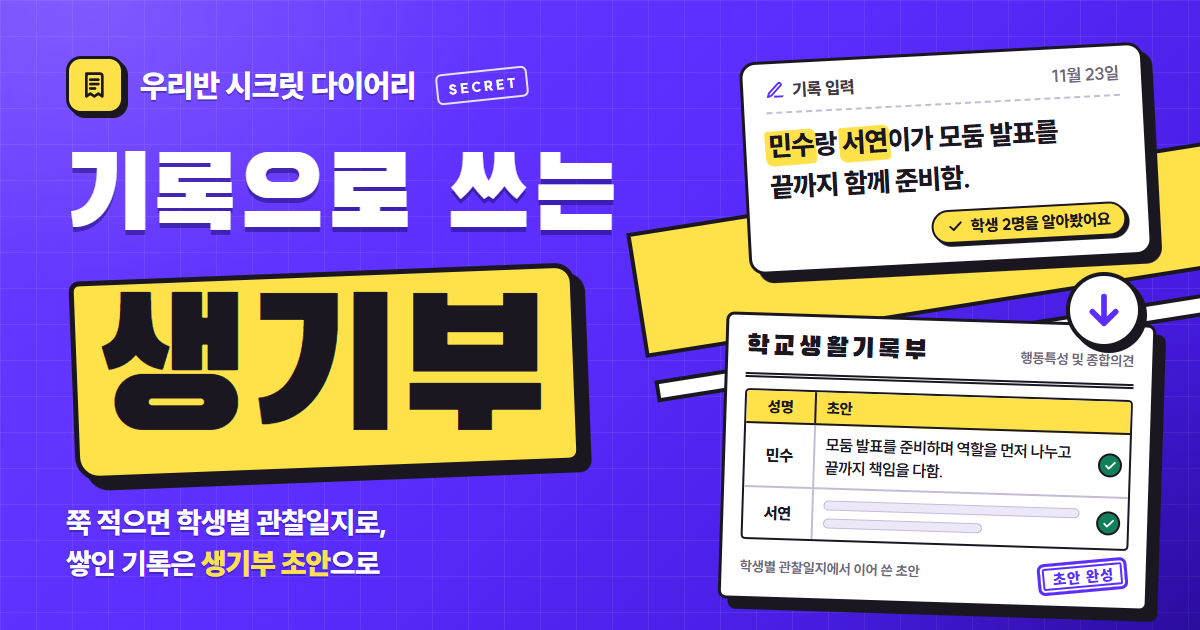 우리반 시크릿 다이어리
SECRET
기록으로 쓰는
생기부
쭉 적으면 학생별 관찰일지로,
쌓인 기록은 생기부 초안으로
기록 입력
11월 23일
민수랑 서연이가 모둠 발표를
끝까지 함께 준비함.
학생 2명을 알아봤어요
학교생활기록부
행동특성 및 종합의견
성명
초안
민수
모둠 발표를 준비하며 역할을 먼저 나누고
끝까지 책임을 다함.
서연
학생별 관찰일지에서 이어 쓴 초안
초안 완성